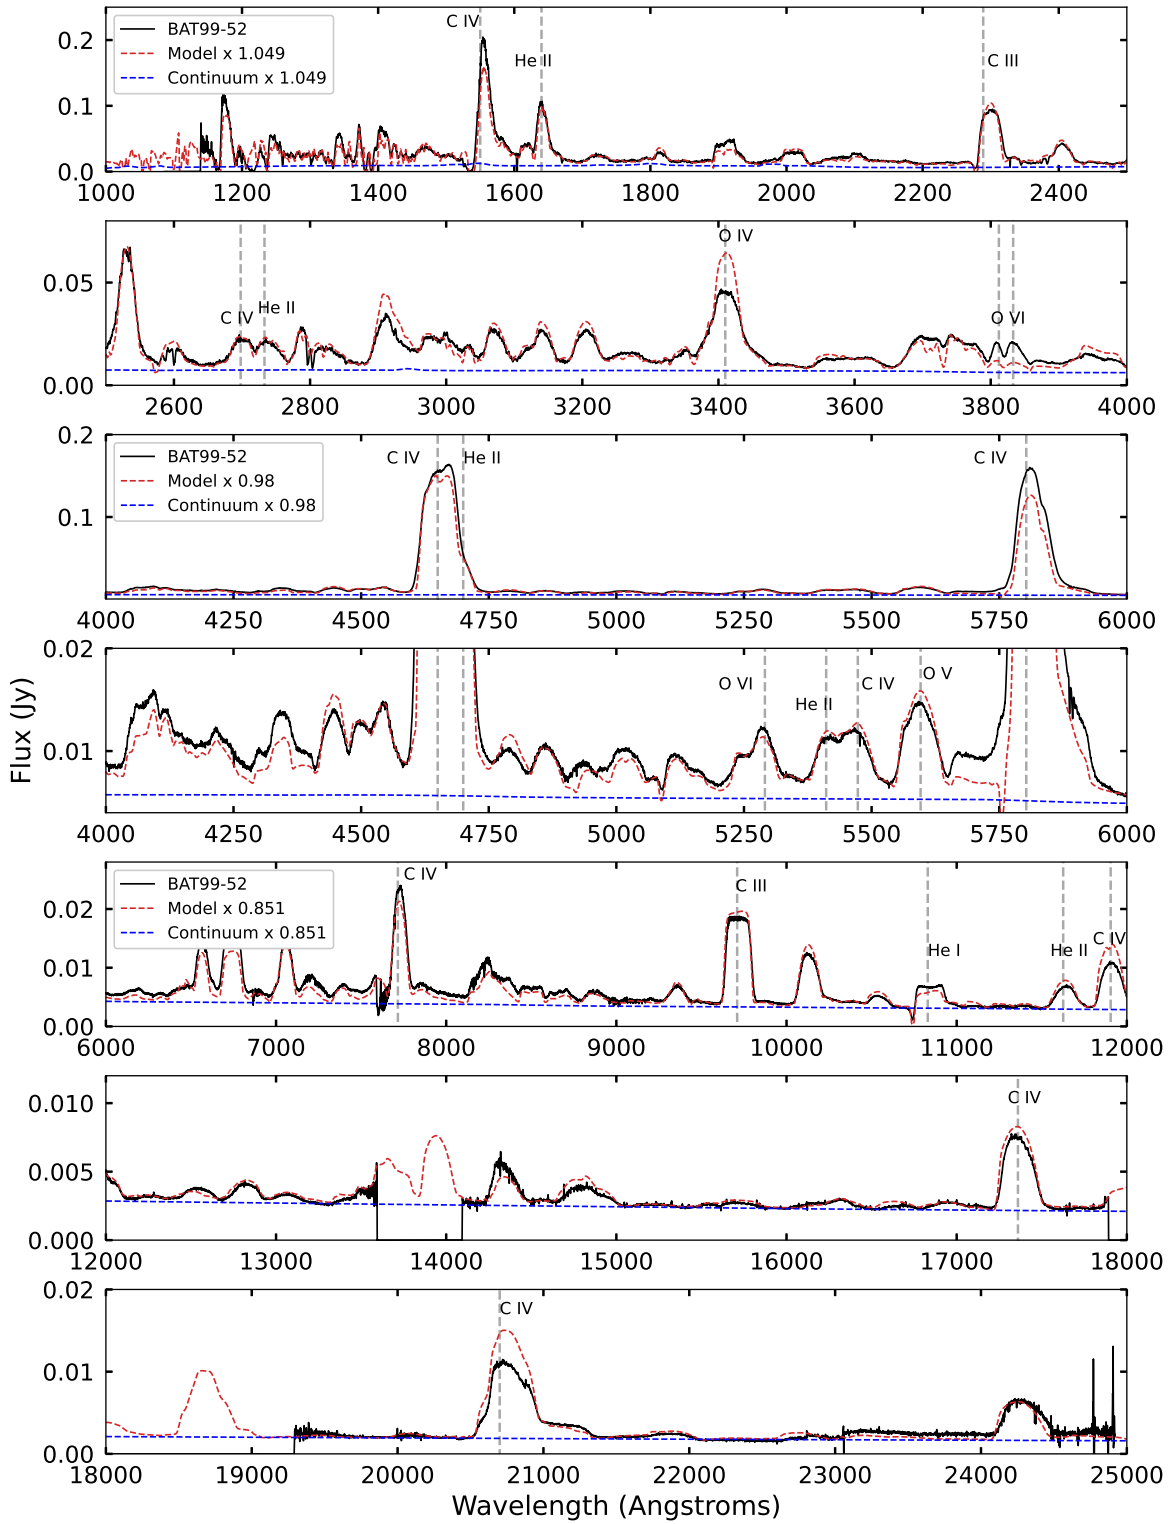 C IV
He II
C III
BAT99-52
Model x 1.049
Continuum x 1.049
0.2
0.1
0.0
1000 1200 1400 1600 1800 2000 2200 2400
O IV
C IV
He II
O VI
0.05
0.00
2600 2800 3000 3200 3400 3600 3800 4000
BAT99-52
Model x 0.98
Continuum x 0.98
C IV
He II
C IV
0.2
0.1
4000 4250 4500 4750 5000 5250 5500 5750 6000
O VI
He II
C IV
O V
0.02
0.01
4000 4250 4500 4750 5000 5250 5500 5750 6000
Flux (Jy)
BAT99-52
Model x 0.851
Continuum x 0.851
C IV
C III
He I
He II
C IV
0.02
0.01
0.00
6000 7000 8000 9000 10000 11000 12000
C IV
0.010
0.005
0.000
12000 13000 14000 15000 16000 17000 18000
C IV
0.02
0.01
0.00
18000 19000 20000 21000 22000 23000 24000 25000
Wavelength (Angstroms)